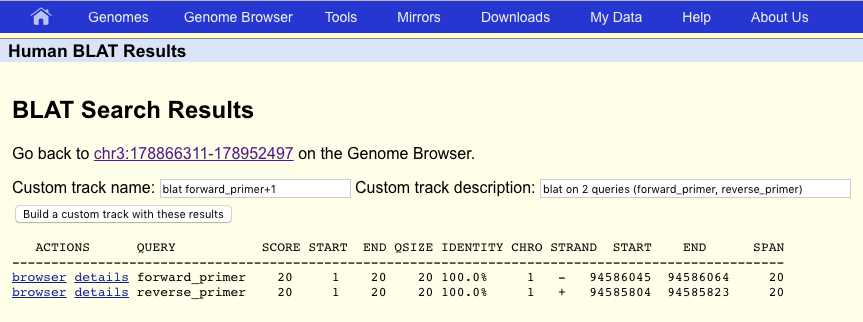 Genomes Genome Browser Tools Mirrors Downloads My Data Help About Us
Human BLAT Results
BLAT Search Results
Go back to chr3:178866311-178952497 on the Genome Browser.
Custom track name: blat forward_primer+1 Custom track description: blat on 2 queries (forward_primer, reverse_primer)
Build a custom track with these results
ACTIONS QUERY SCORE START END QSIZE IDENTITY CHRO STRAND START END SPAN
---------------------------------------------------------------------------------------------------
browser details forward_primer 20 1 20 20 100.0% 1 - 94586045 94586064 20
browser details reverse_primer 20 1 20 20 100.0% 1 + 94585804 94585823 20